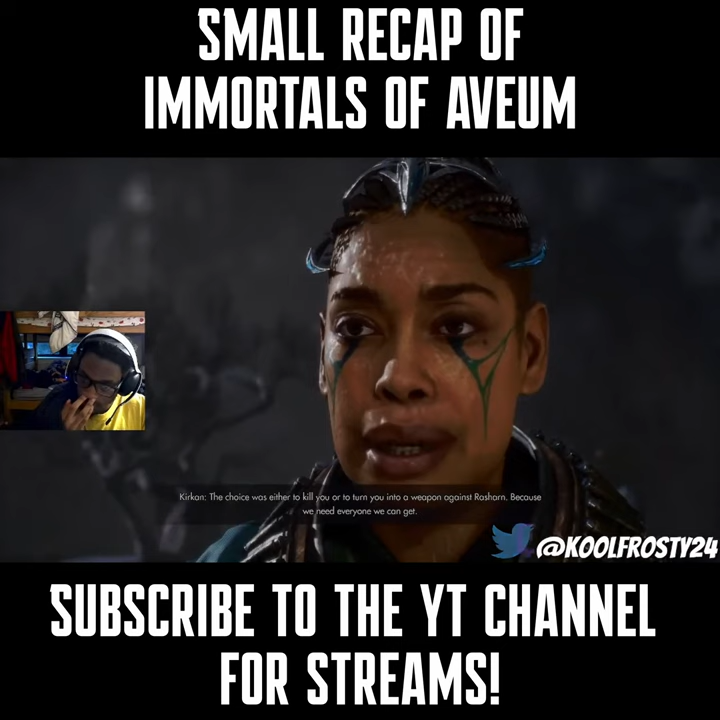 SMALL RECAP OF
IMMORTALS OF AVEUM
Kirkan: The choice was either to kill you or to turn you into a weapon against Rasharn. Because
we need everyone we can get.
@KOOLFROSTY24
SUBSCRIBE TO THE YT CHANNEL
FOR STREAMS!